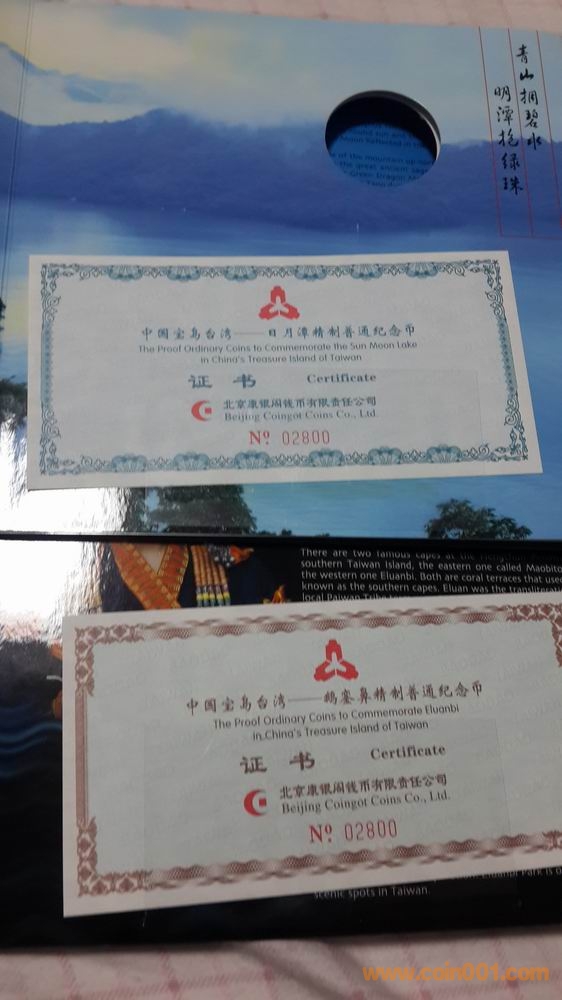 青山拥碧水
明潭抱绿珠
中国宝岛台湾——日月潭精制普通纪念币
The Proof Ordinary Coins to Commemorate the Sun Moon Lake
in China's Treasure Island of Taiwan
证书 Certificate
北京康银阁钱币有限责任公司
Beijing Coingot Coins Co., Ltd.
Nº 02800
There are two famous capes at the
southern Taiwan Island, the eastern one called Maobito
the western one Eluanbi. Both are coral terraces that used
known as the southern capes. Eluan was the
local Paiwan
中国宝岛台湾——鹅銮鼻精制普通纪念币
The Proof Ordinary Coins to Commemorate Eluanbi
in China's Treasure Island of Taiwan
证书 Certificate
北京康银阁钱币有限责任公司
Beijing Coingot Coins Co., Ltd.
Nº 02800
Park is
scenic spots in Taiwan.
www.coin001.com